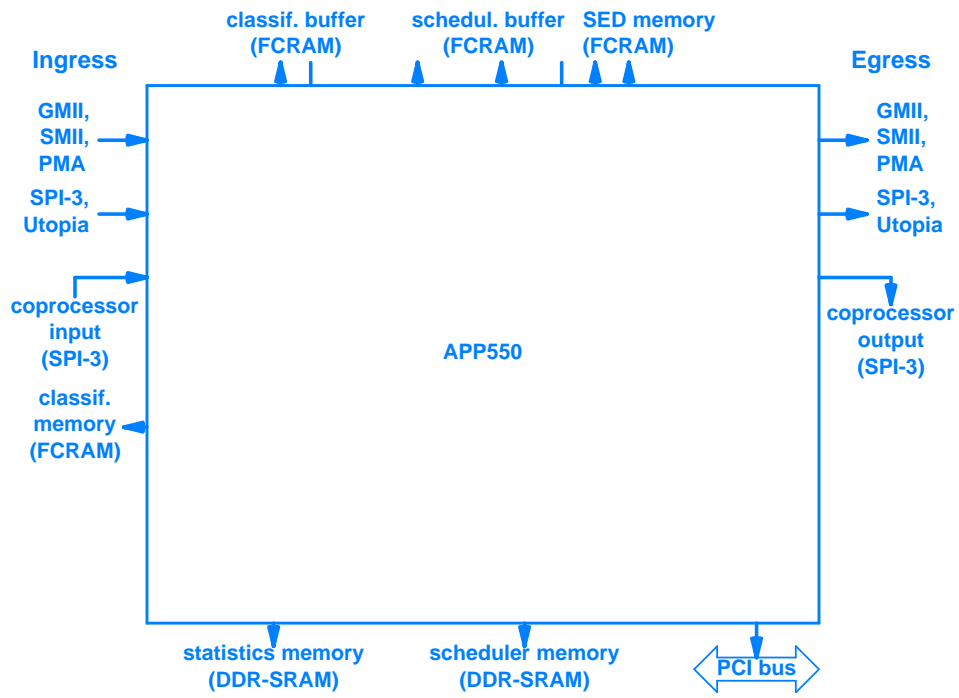 classif. buffer
(FCRAM)
schedul. buffer
(FCRAM)
SED memory
(FCRAM)
Ingress
Egress
GMII,
SMII,
PMA
GMII,
SMII,
PMA
SPI-3,
Utopia
SPI-3,
Utopia
coprocessor
input
(SPI-3)
coprocessor
output
(SPI-3)
APP550
classif.
memory
(FCRAM)
statistics memory
(DDR-SRAM)
scheduler memory
(DDR-SRAM)
PCI bus